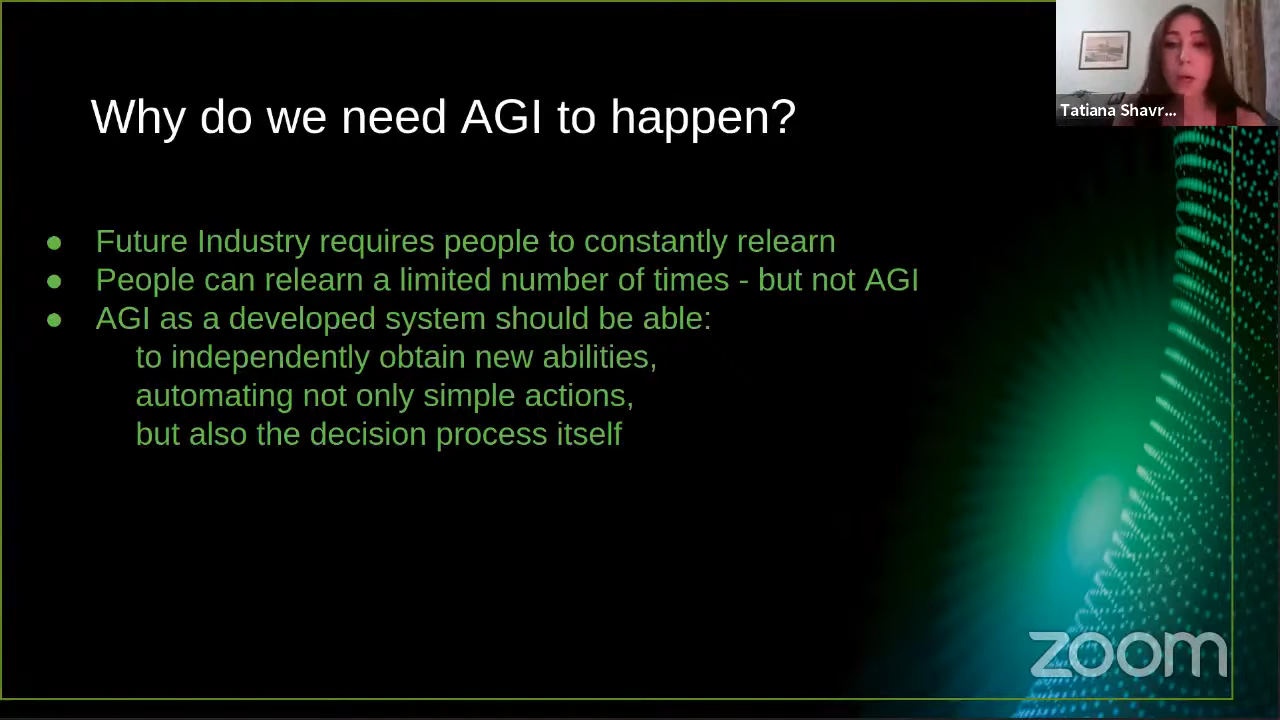 Tatiana Shavr...
Why do we need AGI to happen?
● Future Industry requires people to constantly relearn
● People can relearn a limited number of times - but not AGI
● AGI as a developed system should be able:
to independently obtain new abilities,
automating not only simple actions,
but also the decision process itself
zoom